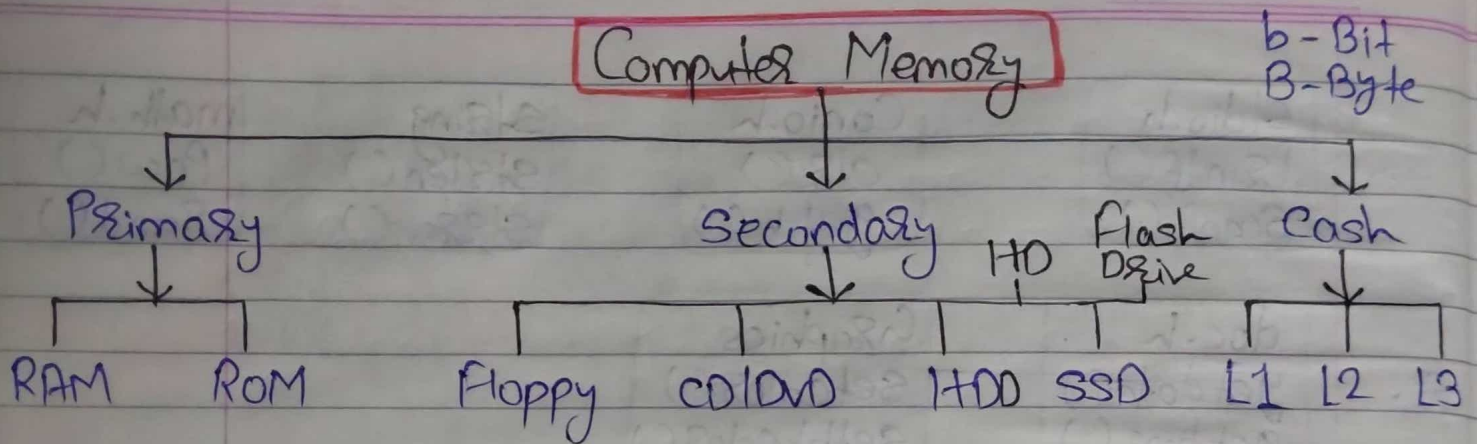 Computer Memory
b - Bit
B - Byte
Primary Secondary HD Flash Drive Cash
RAM ROM Floppy CD/DVD HDD SSD L1 L2 L3